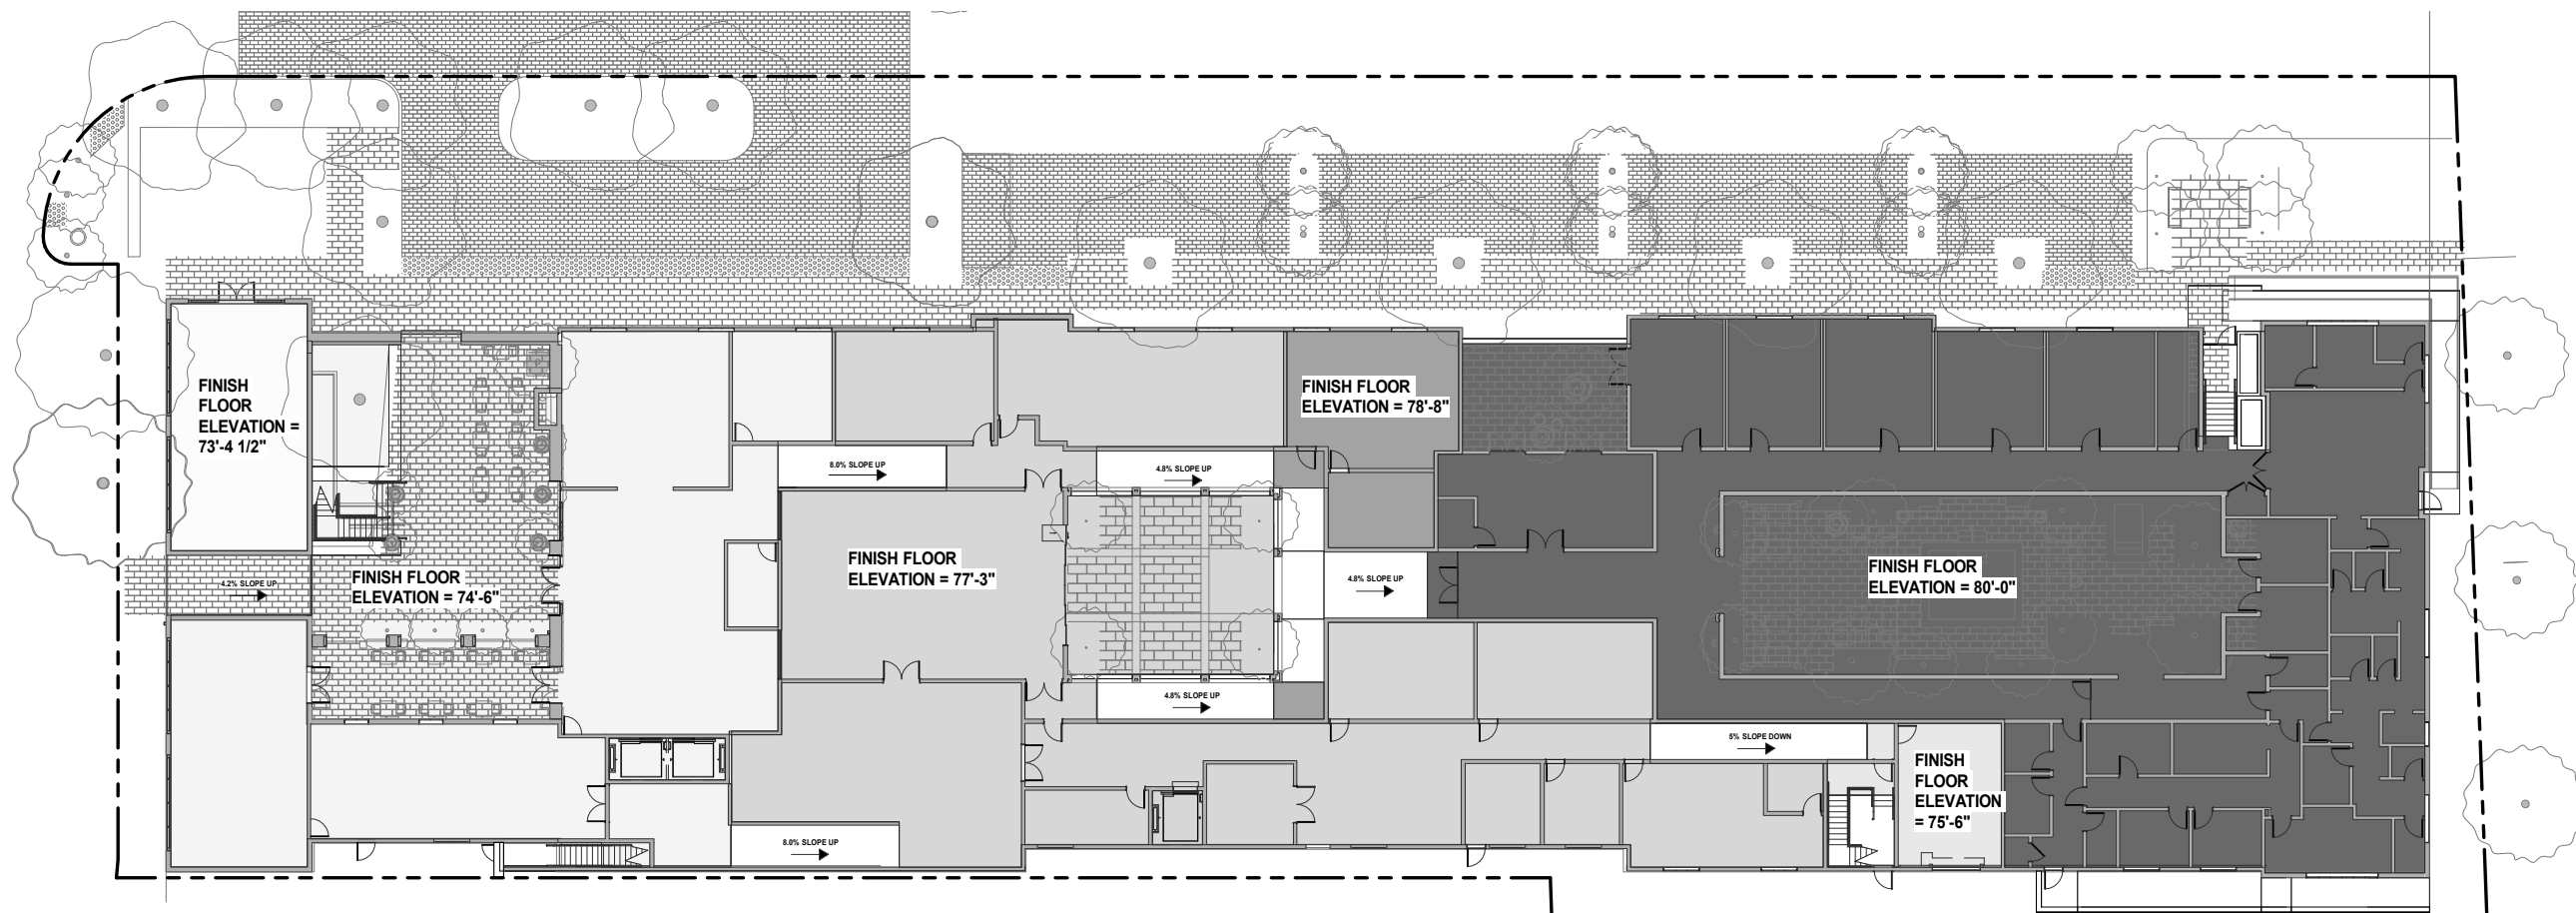 FINISH FLOOR
ELEVATION = 78'-8"
FINISH
FLOOR
ELEVATION =
73'-4 1/2"
8.0% SLOPE UP
4.8% SLOPE UP
FINISH FLOOR
ELEVATION = 77'-3"
4.2% SLOPE UP
FINISH FLOOR
ELEVATION = 74'-6"
4.8% SLOPE UP
FINISH FLOOR
ELEVATION = 80'-0"
4.8% SLOPE UP
5% SLOPE DOWN
FINISH
FLOOR
ELEVATION
= 75'-6"
8.0% SLOPE UP